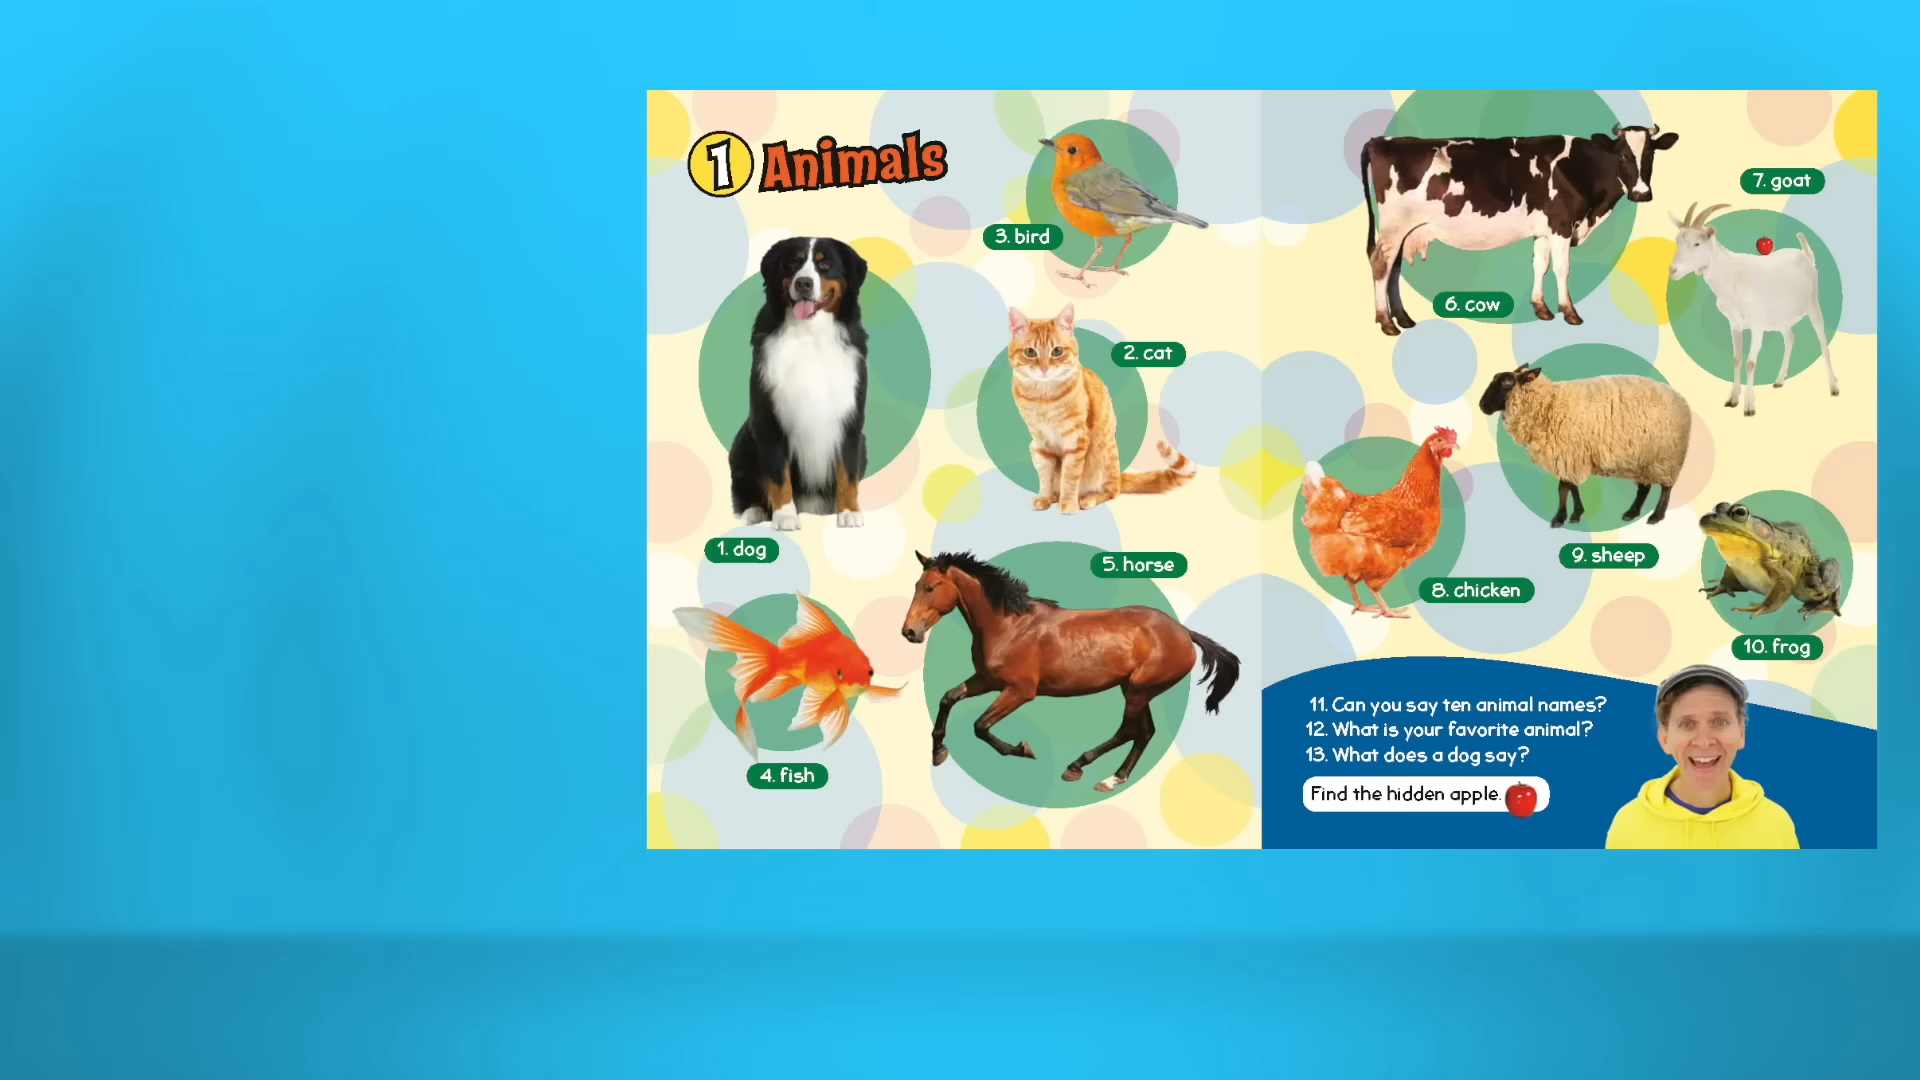 1 Animals
3. bird
7. goat
6. cow
2. cat
1. dog
5. horse
9. sheep
8. chicken
10. frog
4. fish
11. Can you say ten animal names?
12. What is your favorite animal?
13. What does a dog say?
Find the hidden apple.